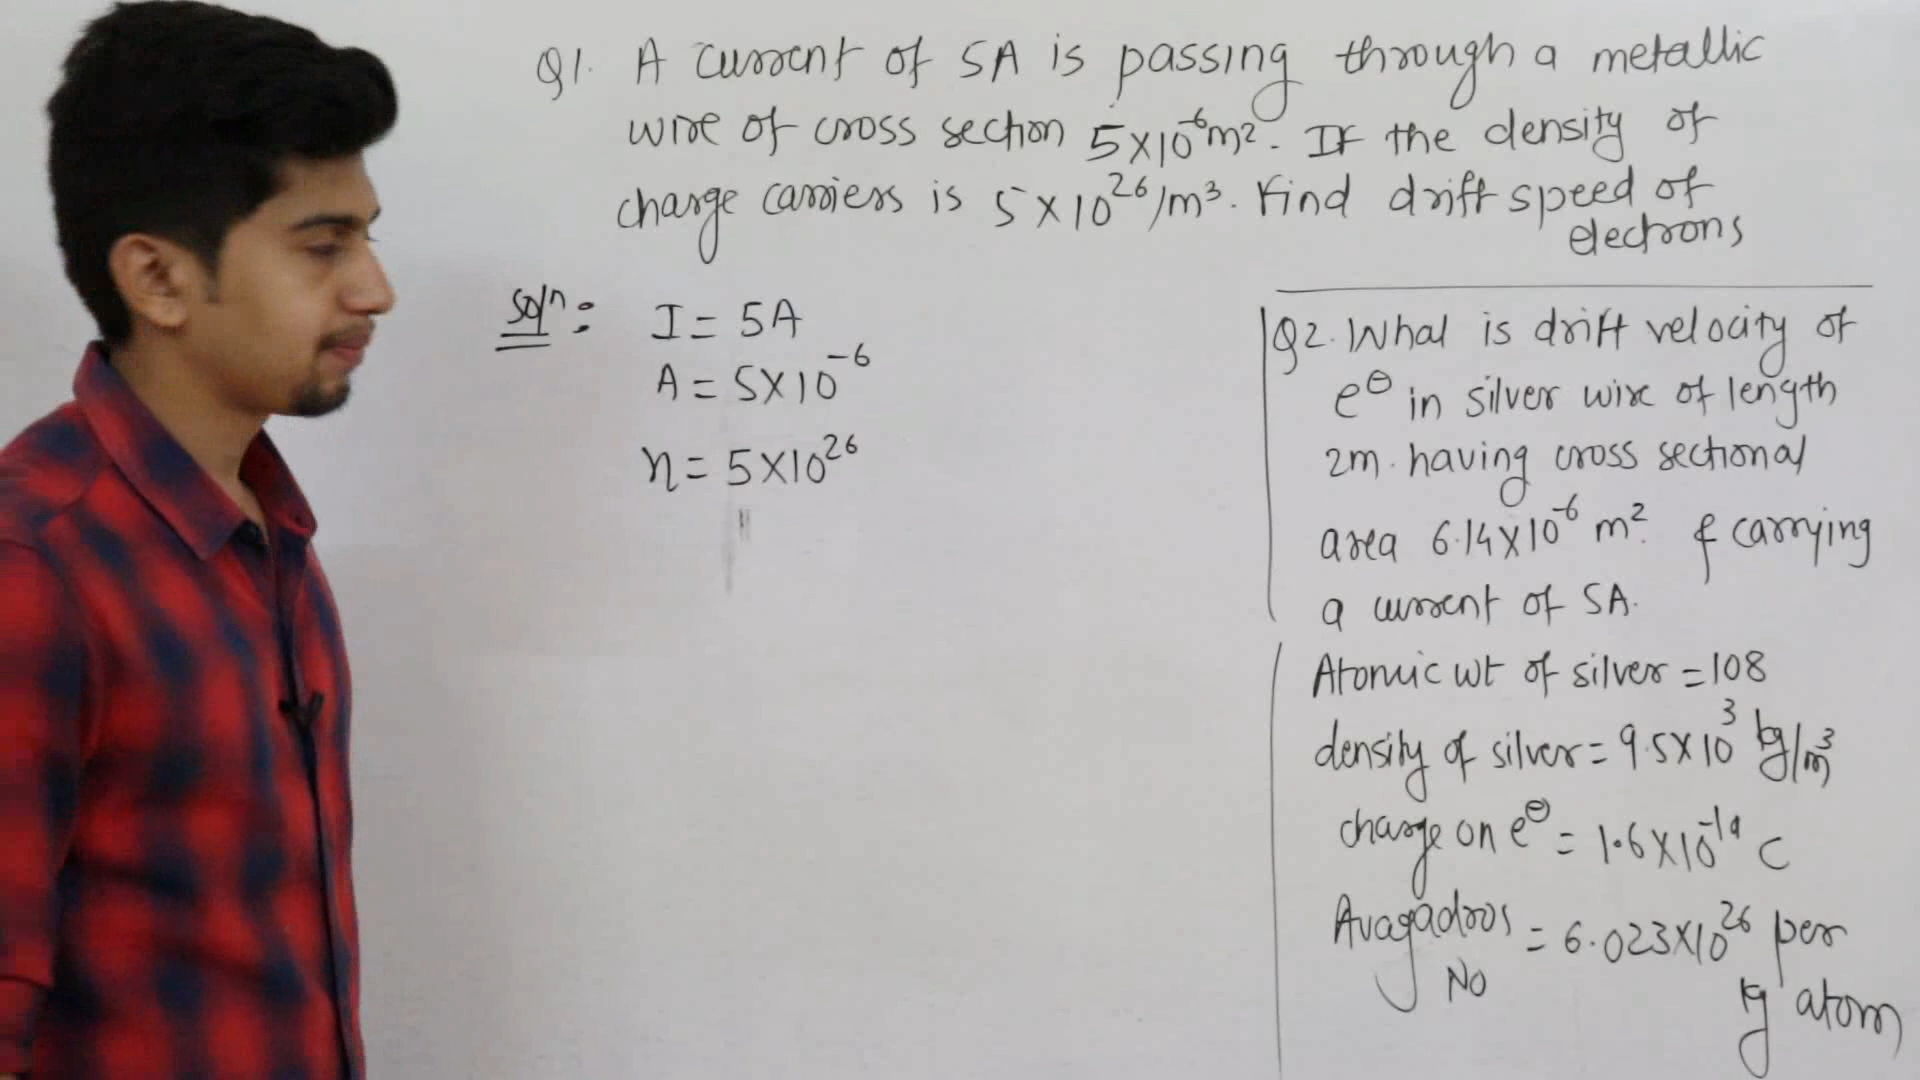 Q1. A current of 5A is passing through a metallic
wire of cross section 5×10⁻⁶m². If the density of
charge carriers is 5×10²⁶/m³. Find drift speed of
electrons
Solⁿ: I = 5A
A = 5×10⁻⁶
n = 5×10²⁶
Q2. What is drift velocity of
e⊖ in silver wire of length
2m. having cross sectional
area 6.14×10⁻⁶ m². & carrying
a current of 5A.
Atomic wt of silver = 108
density of silver = 9.5×10³ kg/m³
charge on e⊖ = 1.6×10⁻¹⁹ C
Avagadros = 6.023×10²⁶ per
No
kg atom